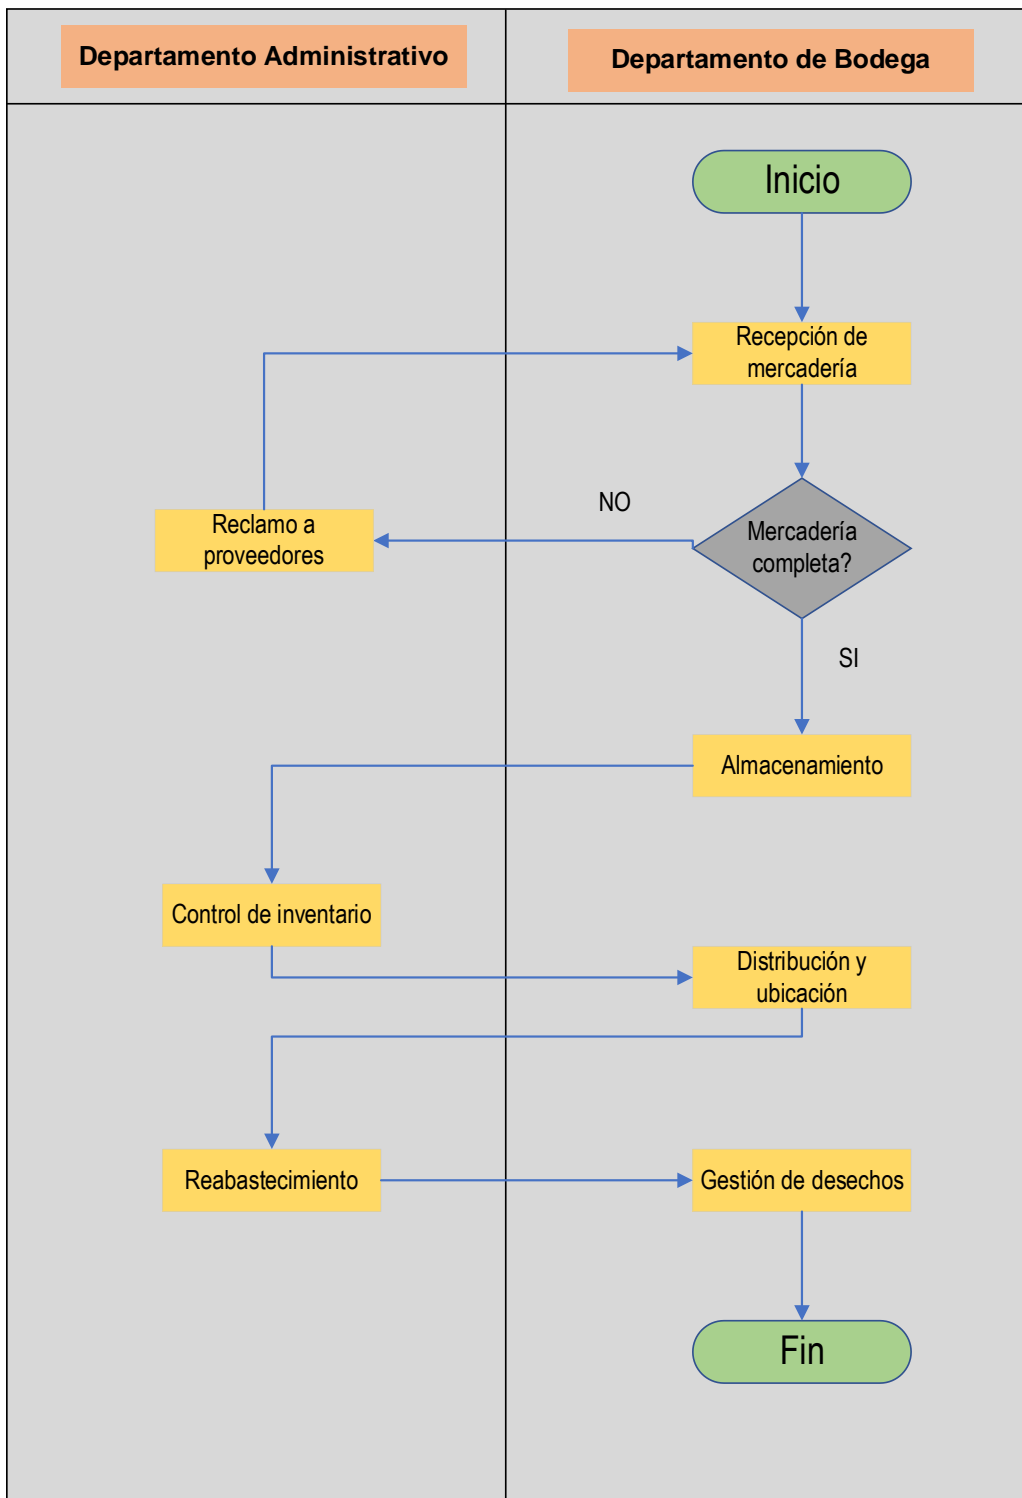 Departamento Administrativo
Departamento de Bodega
Inicio
Recepción de
mercadería
NO
Reclamo a
proveedores
Mercadería
completa?
SI
Almacenamiento
Control de inventario
Distribución y
ubicación
Reabastecimiento
Gestión de desechos
Fin